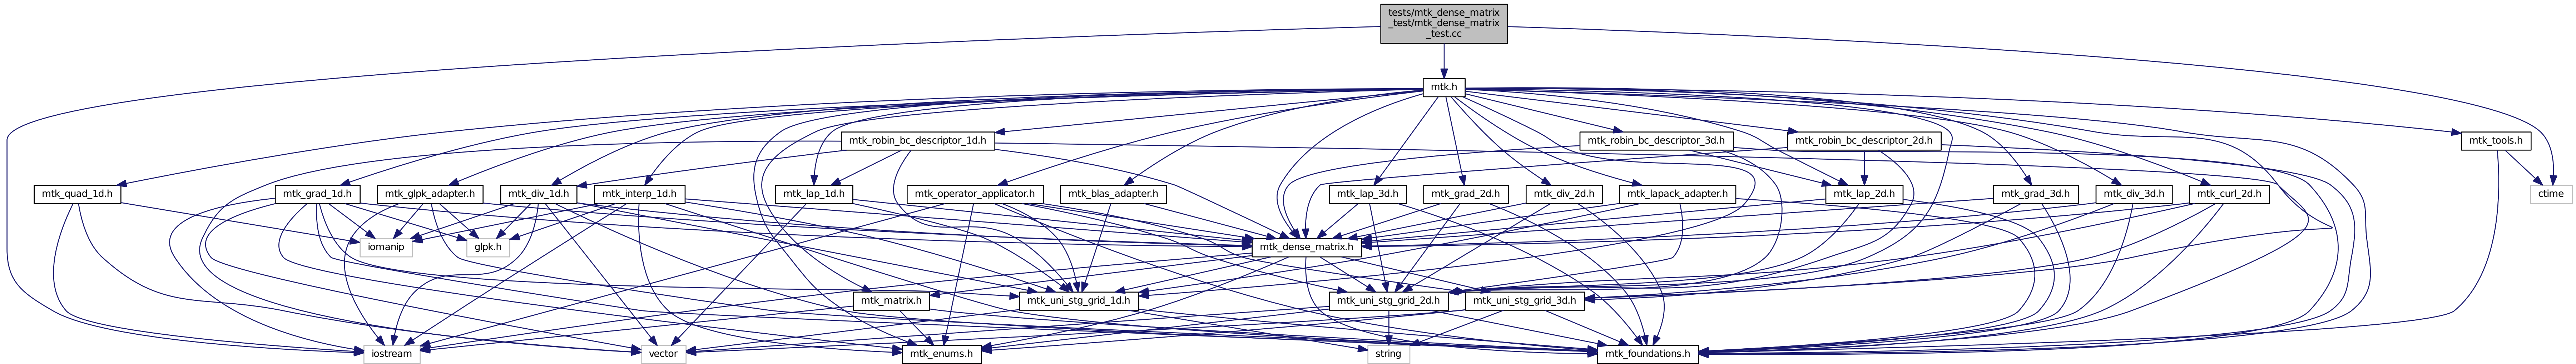 tests/mtk_dense_matrix
_test/mtk_dense_matrix
_test.cc
mtk.h
mtk_robin_bc_descriptor_1d.h
mtk_robin_bc_descriptor_3d.h
mtk_robin_bc_descriptor_2d.h
mtk_tools.h
mtk_quad_1d.h
mtk_grad_1d.h
mtk_glpk_adapter.h
mtk_div_1d.h
mtk_interp_1d.h
mtk_lap_1d.h
mtk_operator_applicator.h
mtk_blas_adapter.h
mtk_lap_3d.h
mtk_grad_2d.h
mtk_div_2d.h
mtk_lapack_adapter.h
mtk_lap_2d.h
mtk_grad_3d.h
mtk_div_3d.h
mtk_curl_2d.h
ctime
iomanip
glpk.h
mtk_dense_matrix.h
mtk_matrix.h
mtk_uni_stg_grid_1d.h
mtk_uni_stg_grid_2d.h
mtk_uni_stg_grid_3d.h
iostream
vector
mtk_enums.h
string
mtk_foundations.h